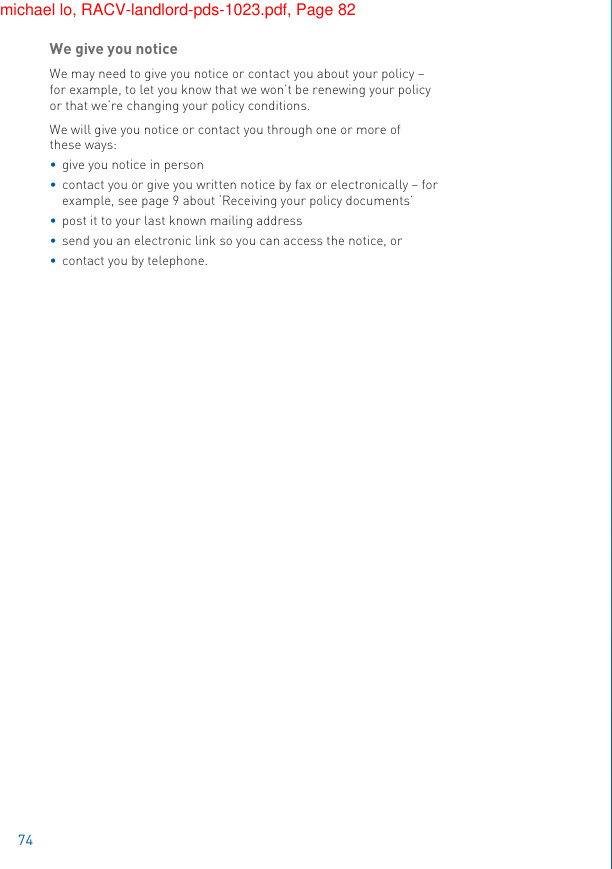 michael lo, RACV-landlord-pds-1023.pdf, Page 82
We give you notice
We may need to give you notice or contact you about your policy –
for example, to let you know that we won't be renewing your policy
or that we're changing your policy conditions.
We will give you notice or contact you through one or more of
these ways:
• give you notice in person
• contact you or give you written notice by fax or electronically – for
example, see page 9 about 'Receiving your policy documents'
• post it to your last known mailing address
• send you an electronic link so you can access the notice, or
• contact you by telephone.
74